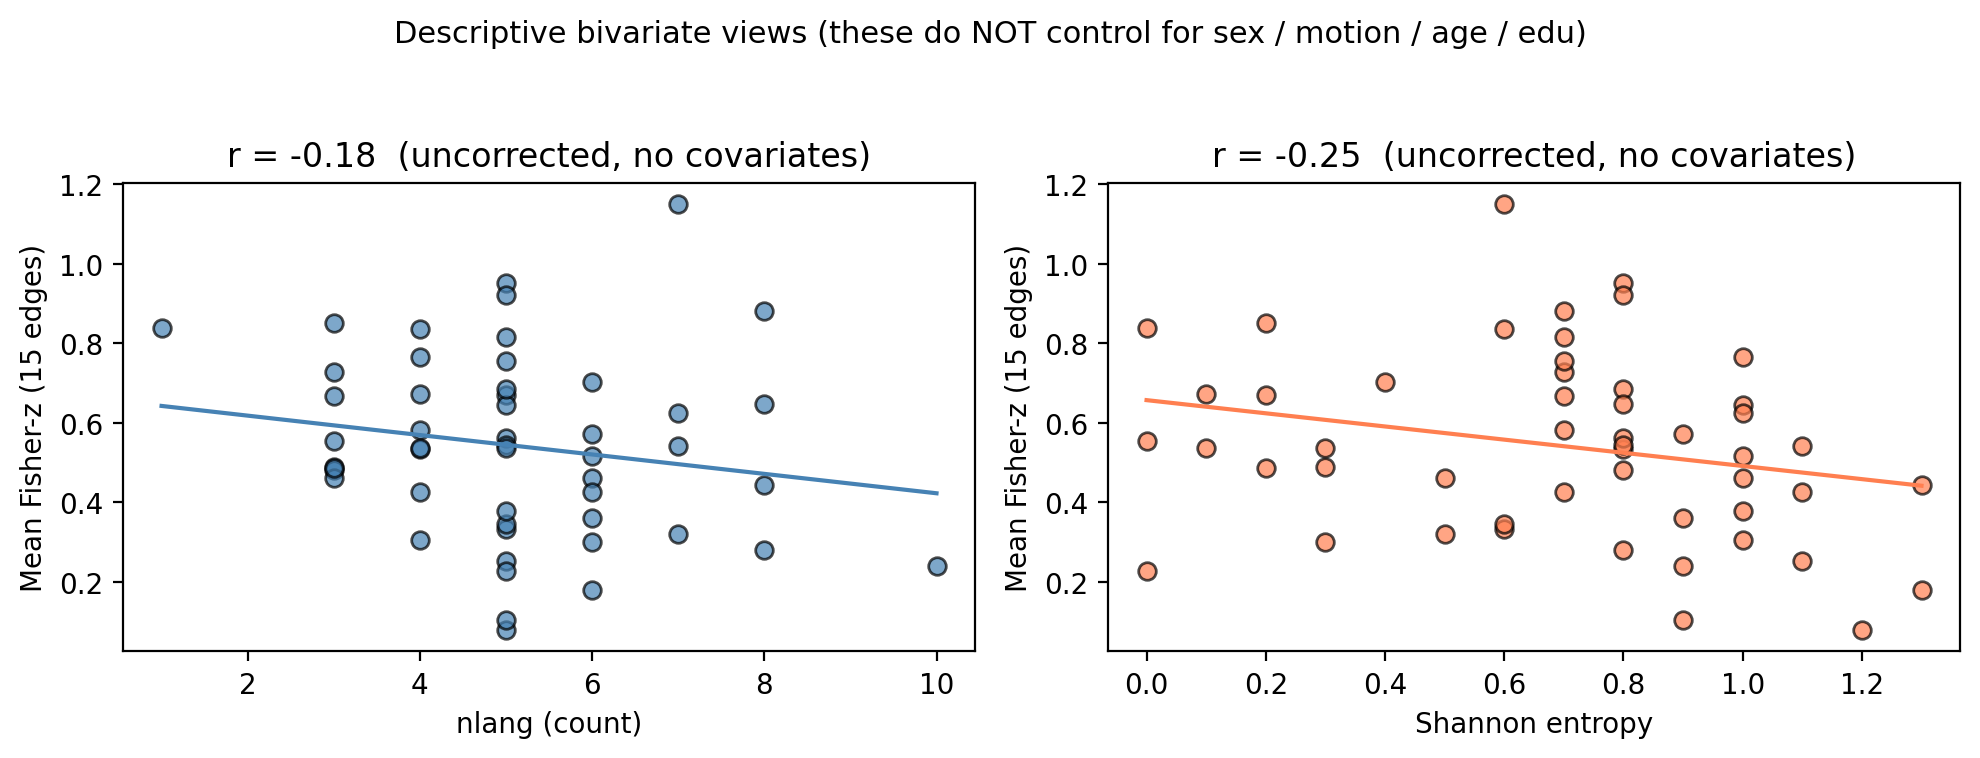 Descriptive bivariate views (these do NOT control for sex / motion / age / edu)
r = -0.18  (uncorrected, no covariates)
Mean Fisher-z (15 edges)
1.2
1.0
0.8
0.6
0.4
0.2
2 4 6 8 10
nlang (count)
r = -0.25  (uncorrected, no covariates)
Mean Fisher-z (15 edges)
1.2
1.0
0.8
0.6
0.4
0.2
0.0 0.2 0.4 0.6 0.8 1.0 1.2
Shannon entropy